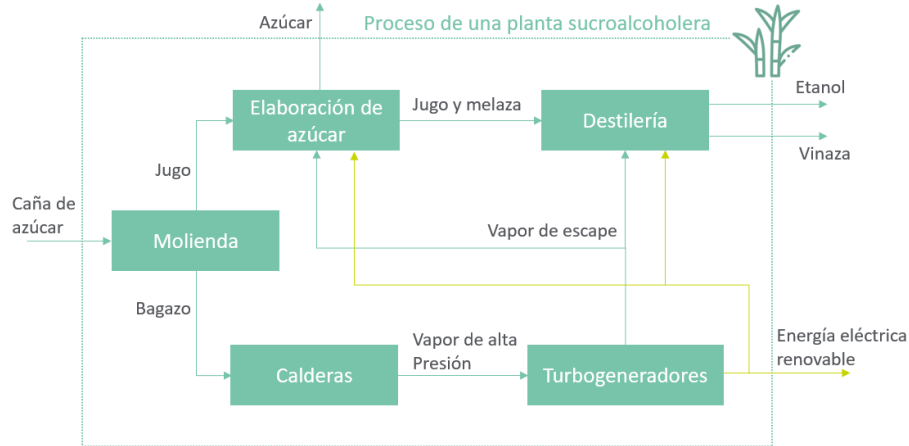 Azúcar
Proceso de una planta sucroalcoholera
Elaboración de
azúcar
Jugo y melaza
Destilería
Etanol
Vinaza
Jugo
Caña de
azúcar
Molienda
Vapor de escape
Bagazo
Calderas
Vapor de alta
Presión
Turbogeneradores
Energía eléctrica
renovable